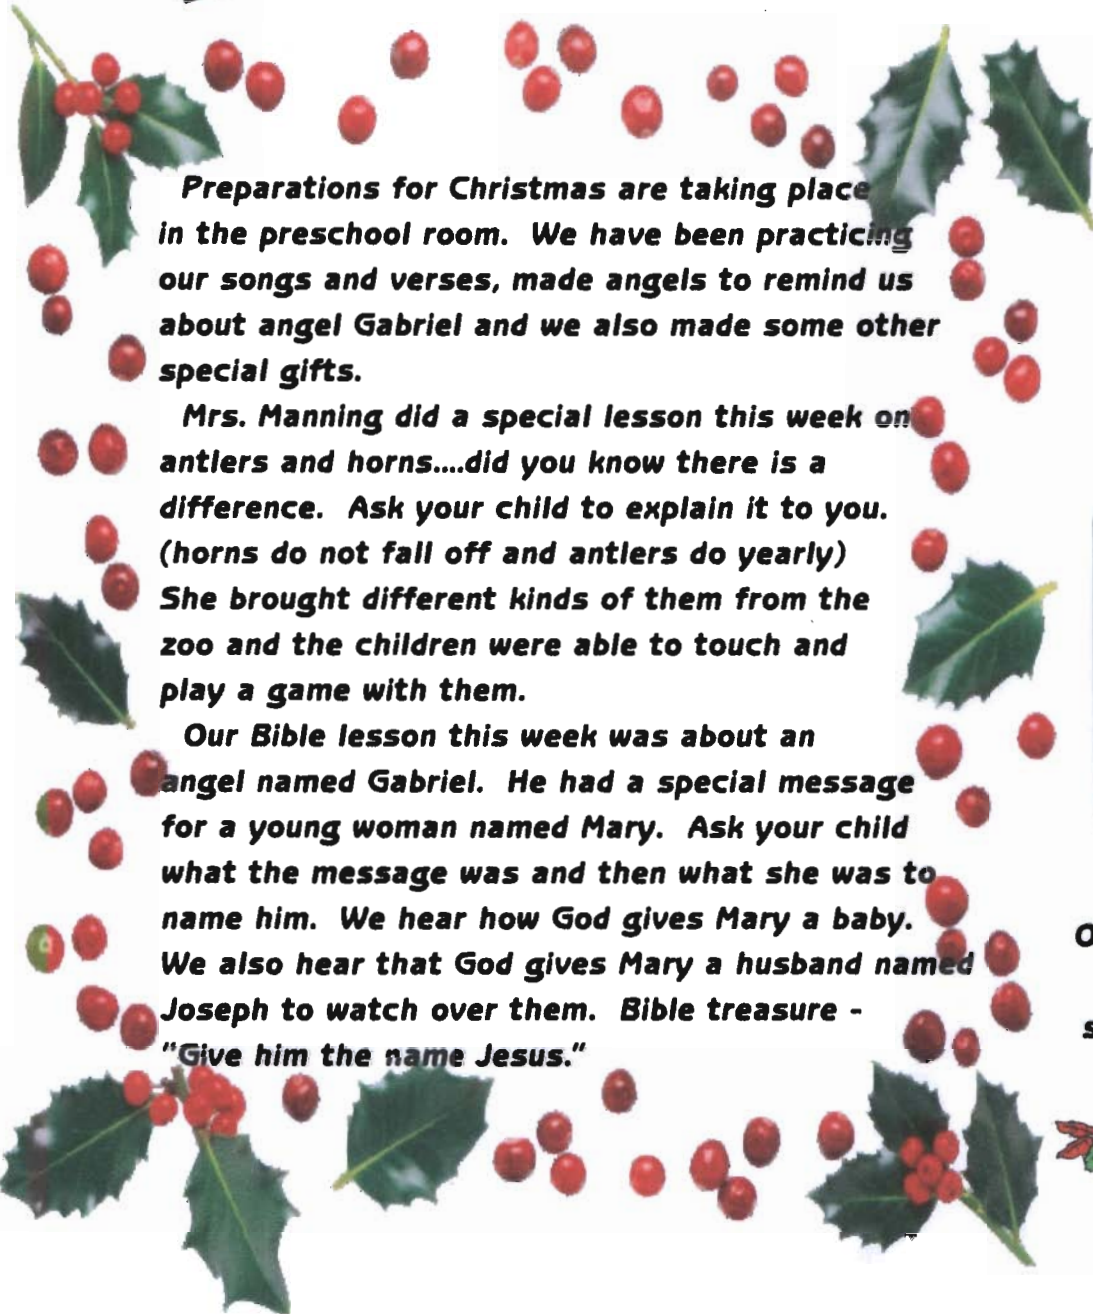 Preparations for Christmas are taking place
in the preschool room. We have been practicing
our songs and verses, made angels to remind us
about angel Gabriel and we also made some other
special gifts.
Mrs. Manning did a special lesson this week on
antlers and horns....did you know there is a
difference. Ask your child to explain it to you.
(horns do not fall off and antlers do yearly)
She brought different kinds of them from the
zoo and the children were able to touch and
play a game with them.
Our Bible lesson this week was about an
angel named Gabriel. He had a special message
for a young woman named Mary. Ask your child
what the message was and then what she was to
name him. We hear how God gives Mary a baby.
We also hear that God gives Mary a husband named
Joseph to watch over them. Bible treasure -
"Give him the name Jesus."